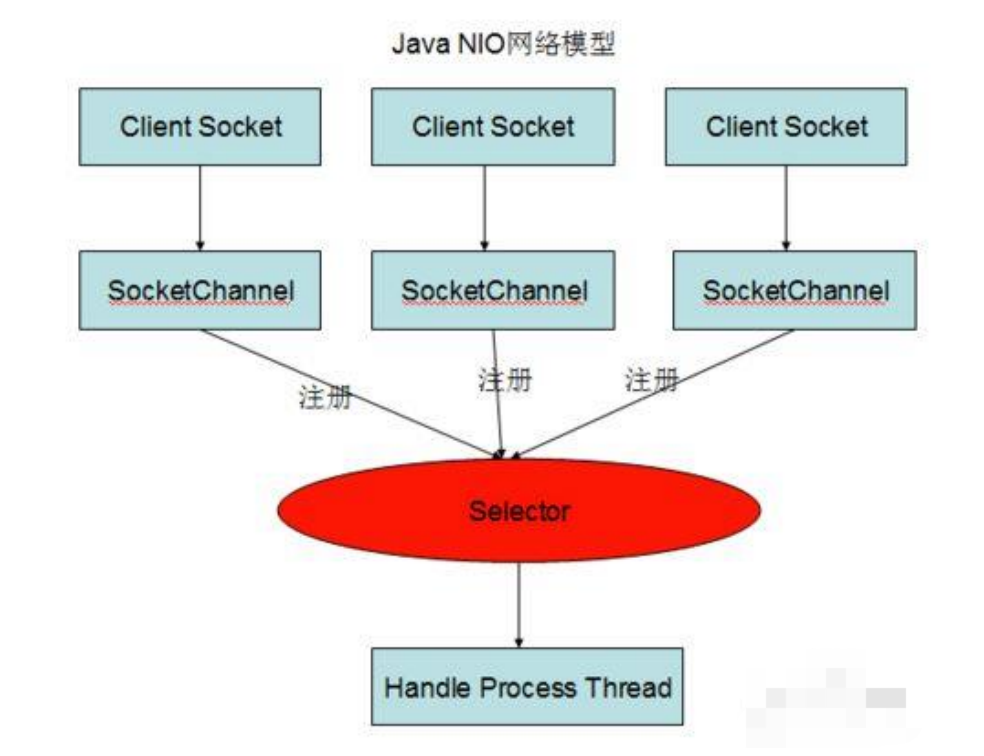 Java NIO网络模型
Client Socket
Client Socket
Client Socket
SocketChannel
SocketChannel
SocketChannel
注册
注册
注册
Selector
Handle Process Thread